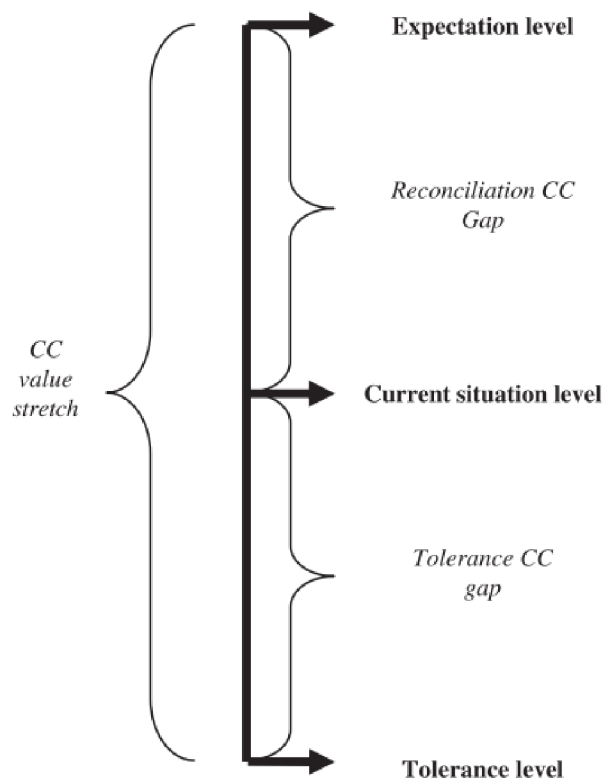 Expectation level
Reconciliation CC
Gap
CC
value
stretch
Current situation level
Tolerance CC
gap
Tolerance level